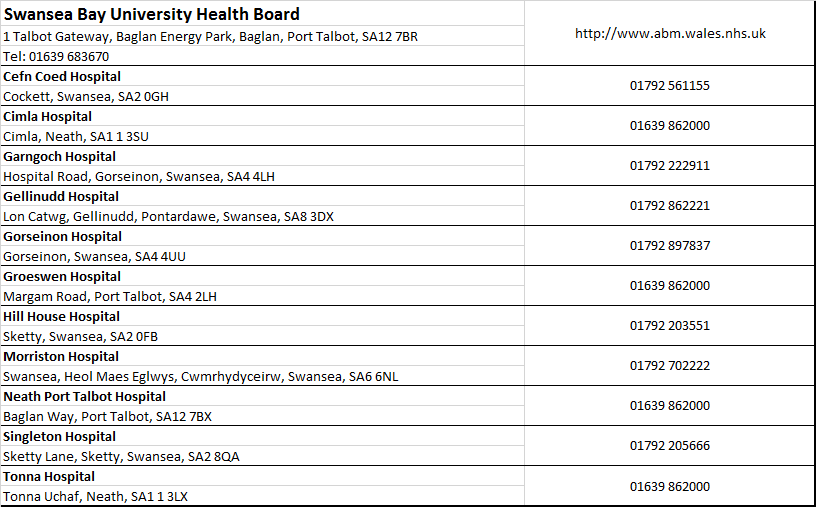 Swansea Bay University Health Board
1 Talbot Gateway, Baglan Energy Park, Baglan, Port Talbot, SA12 7BR
http://www.abm.wales.nhs.uk
Tel: 01639 683670
Cefn Coed Hospital
01792 561155
Cockett, Swansea, SA2 0GH
Cimla Hospital
01639 862000
Cimla, Neath, SA1 1 3SU
Garngoch Hospital
01792 222911
Hospital Road, Gorseinon, Swansea, SA4 4LH
Gellinudd Hospital
01792 862221
Lon Catwg, Gellinudd, Pontardawe, Swansea, SA8 3DX
Gorseinon Hospital
01792 897837
Gorseinon, Swansea, SA4 4UU
Groeswen Hospital
01639 862000
Margam Road, Port Talbot, SA4 2LH
Hill House Hospital
01792 203551
Sketty, Swansea, SA2 0FB
Morriston Hospital
01792 702222
Swansea, Heol Maes Eglwys, Cwmrhydyceirw, Swansea, SA6 6NL
Neath Port Talbot Hospital
01639 862000
Baglan Way, Port Talbot, SA12 7BX
Singleton Hospital
01792 205666
Sketty Lane, Sketty, Swansea, SA2 8QA
Tonna Hospital
01639 862000
Tonna Uchaf, Neath, SA1 1 3LX